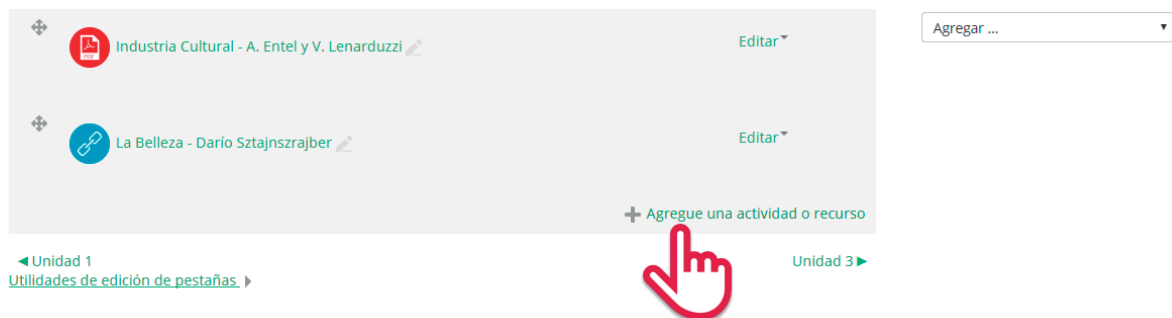 Industria Cultural - A. Entel y V. Lenarduzzi
Editar
Agregar ...
PDF
La Belleza - Darío Sztajnszrajber
Editar
Agregue una actividad o recurso
◄Unidad 1
Unidad 3►
Utilidades de edición de pestañas